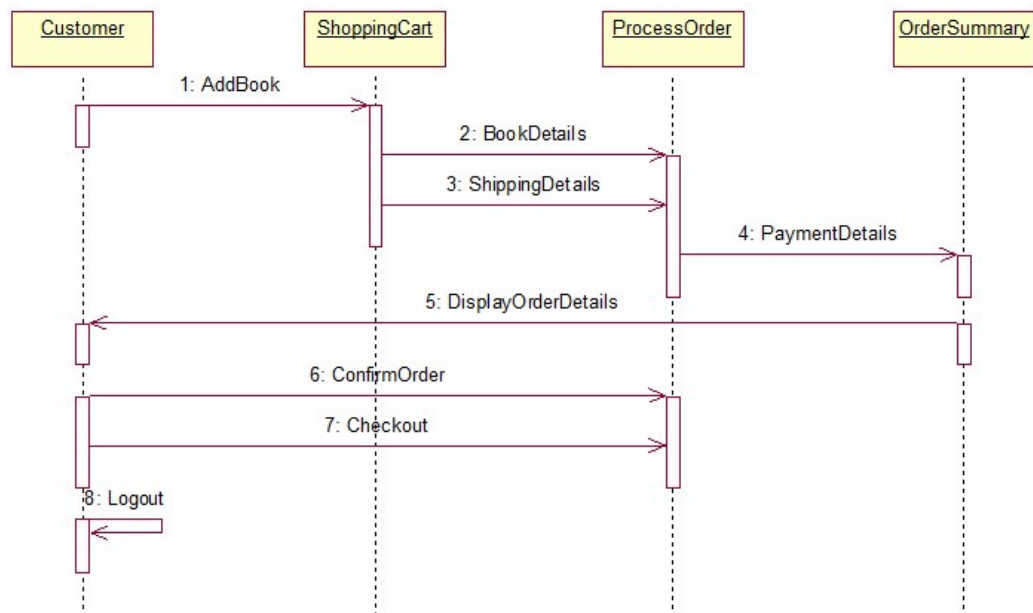 Customer
ShoppingCart
ProcessOrder
OrderSummary
1: AddBook
2: BookDetails
3: ShippingDetails
4: PaymentDetails
5: DisplayOrderDetails
6: ConfirmOrder
7: Checkout
8: Logout